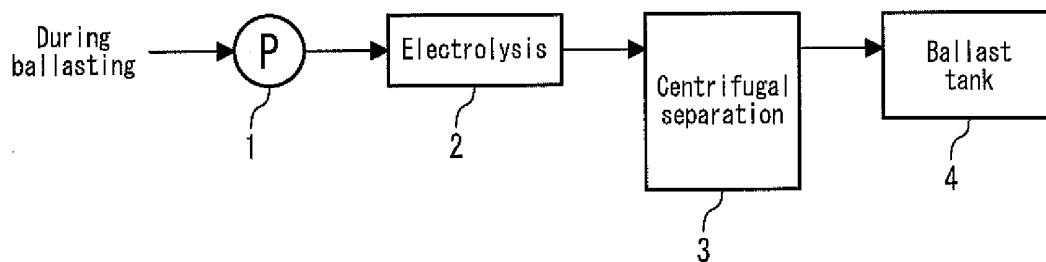 During
ballasting
P
Electrolysis
Centrifugal
separation
Ballast
tank
1
2
3
4